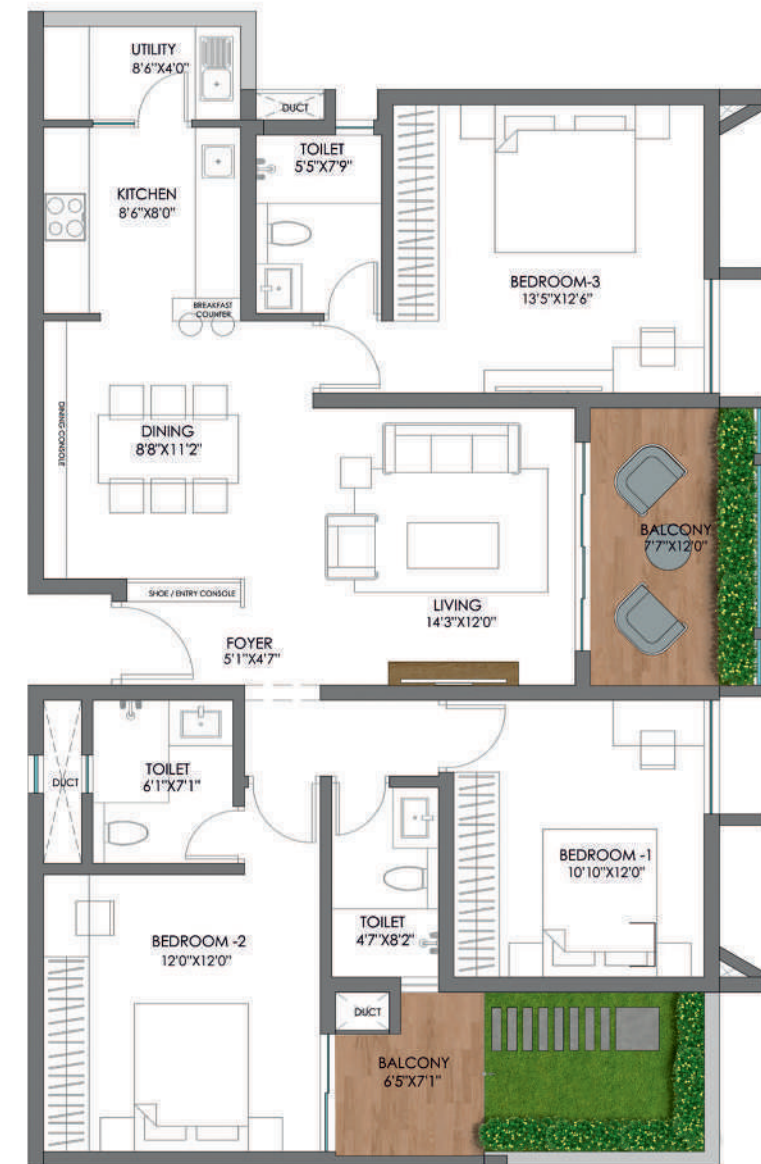 UTILITY
8'6"X4'0"
DUCT
TOILET
5'5"X7'9"
KITCHEN
8'6"X8'0"
BEDROOM-3
13'5"X12'6"
BREAKFAST
COUNTER
DINING CONSOLE
DINING
8'8"X11'2"
BALCONY
7'7"X12'0"
SHOE / ENTRY CONSOLE
LIVING
14'3"X12'0"
FOYER
5'1"X4'7"
DUCT
TOILET
6'1"X7'1"
BEDROOM -1
10'10"X12'0"
TOILET
4'7"X8'2"
BEDROOM -2
12'0"X12'0"
DUCT
BALCONY
6'5"X7'1"